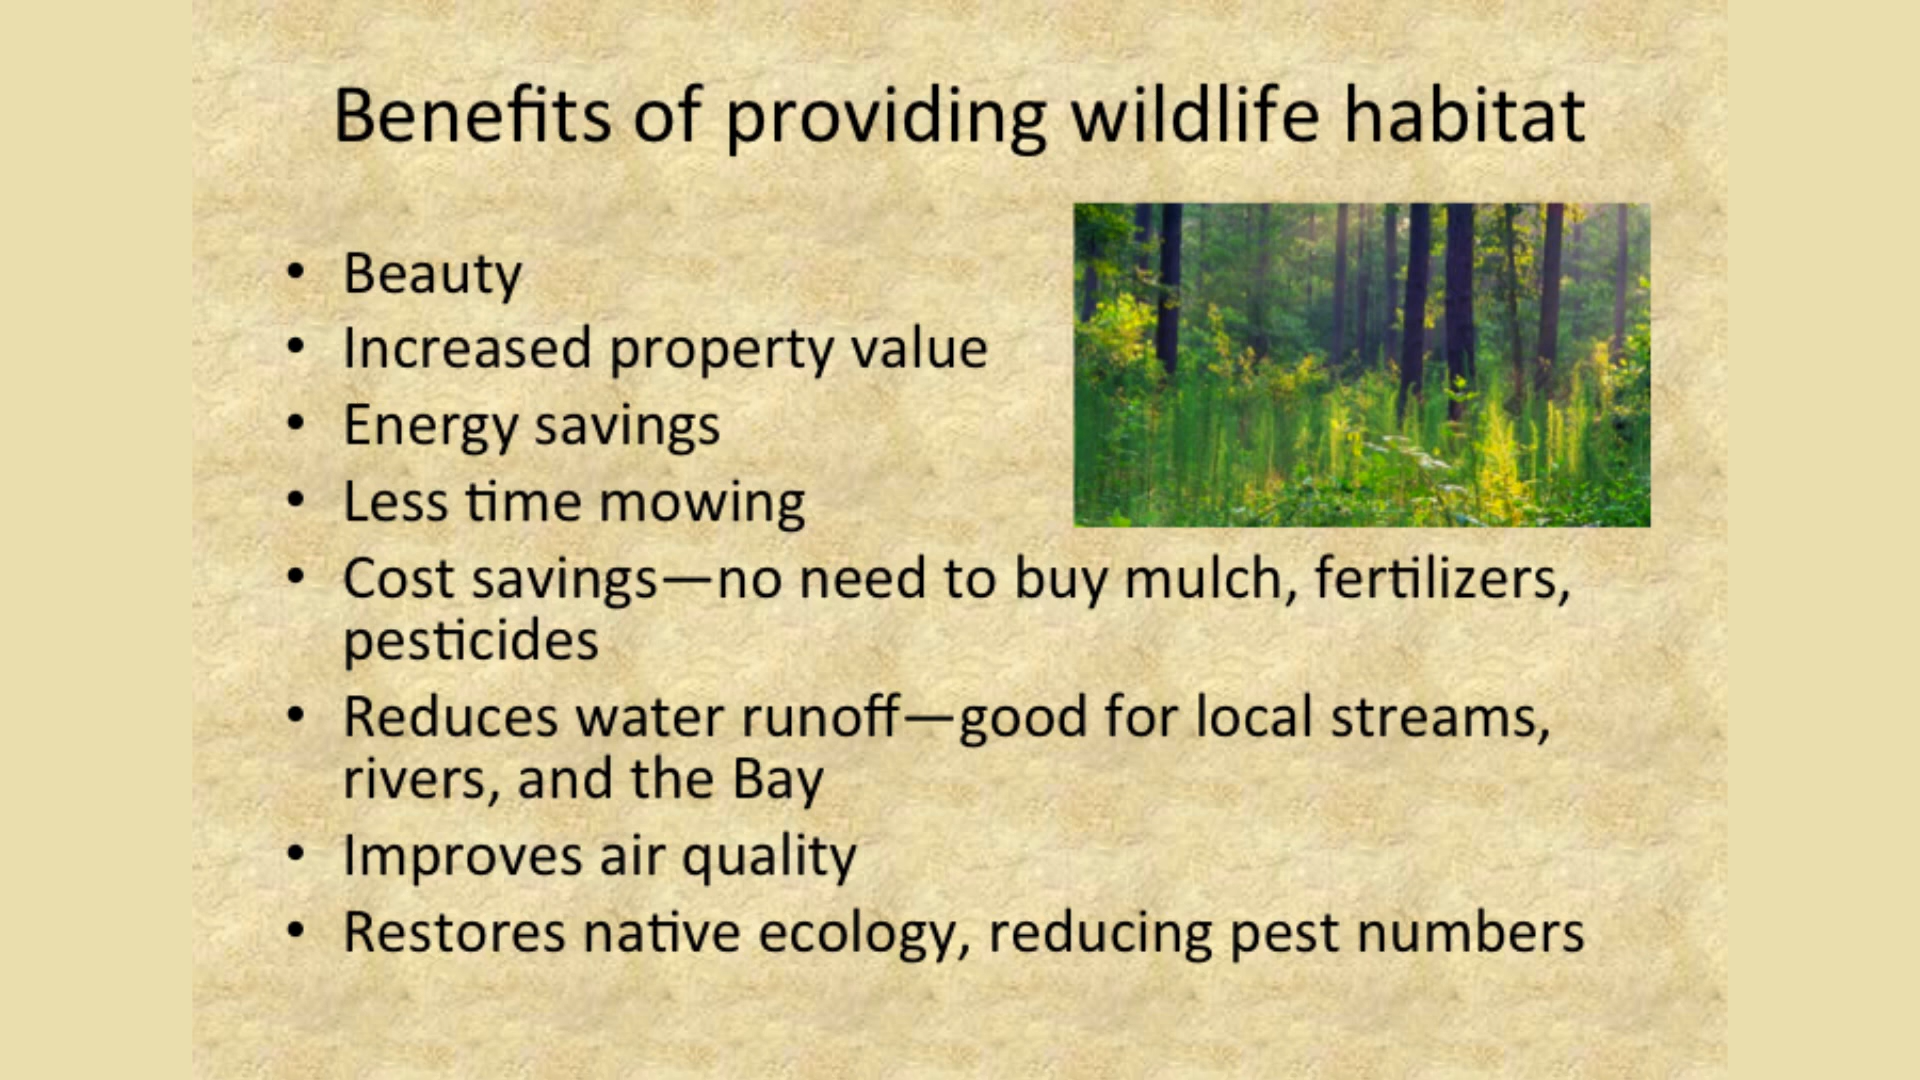 Benefits of providing wildlife habitat
• Beauty
• Increased property value
• Energy savings
• Less time mowing
• Cost savings—no need to buy mulch, fertilizers,
pesticides
• Reduces water runoff—good for local streams,
rivers, and the Bay
• Improves air quality
• Restores native ecology, reducing pest numbers